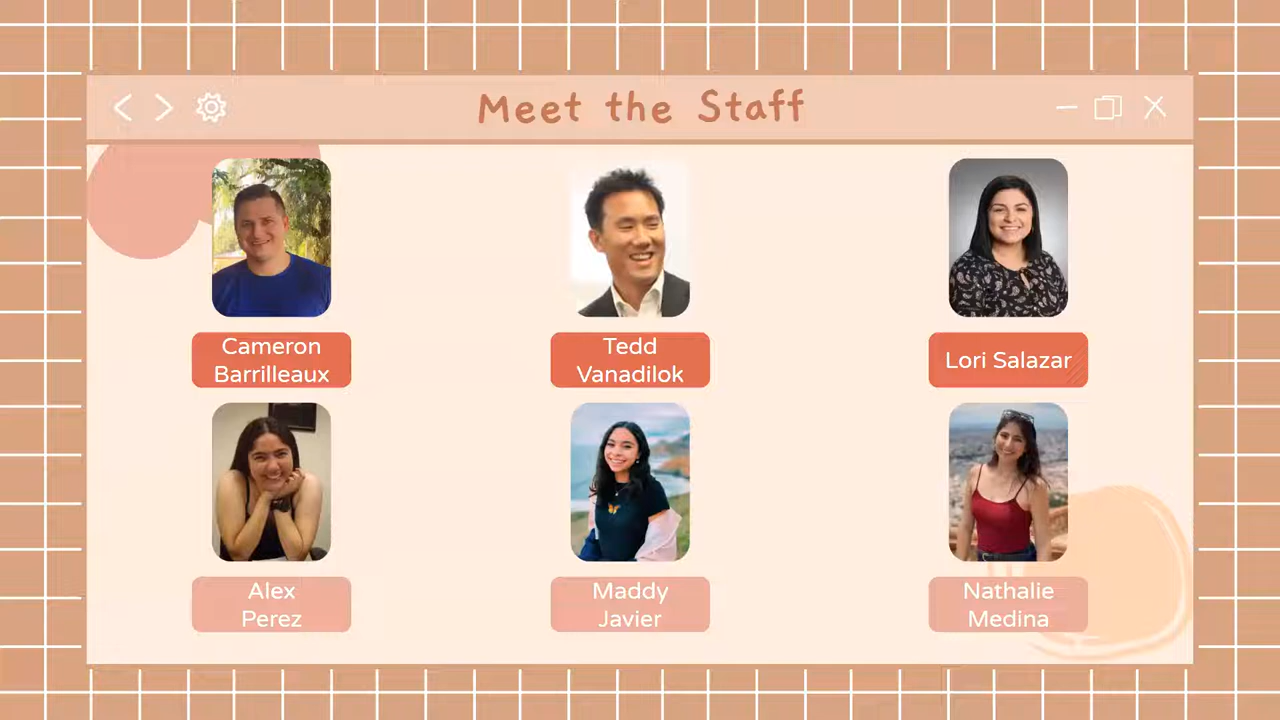 Meet the Staff
Cameron
Barrilleaux
Tedd
Vanadilok
Lori Salazar
Alex
Perez
Maddy
Javier
Nathalie
Medina